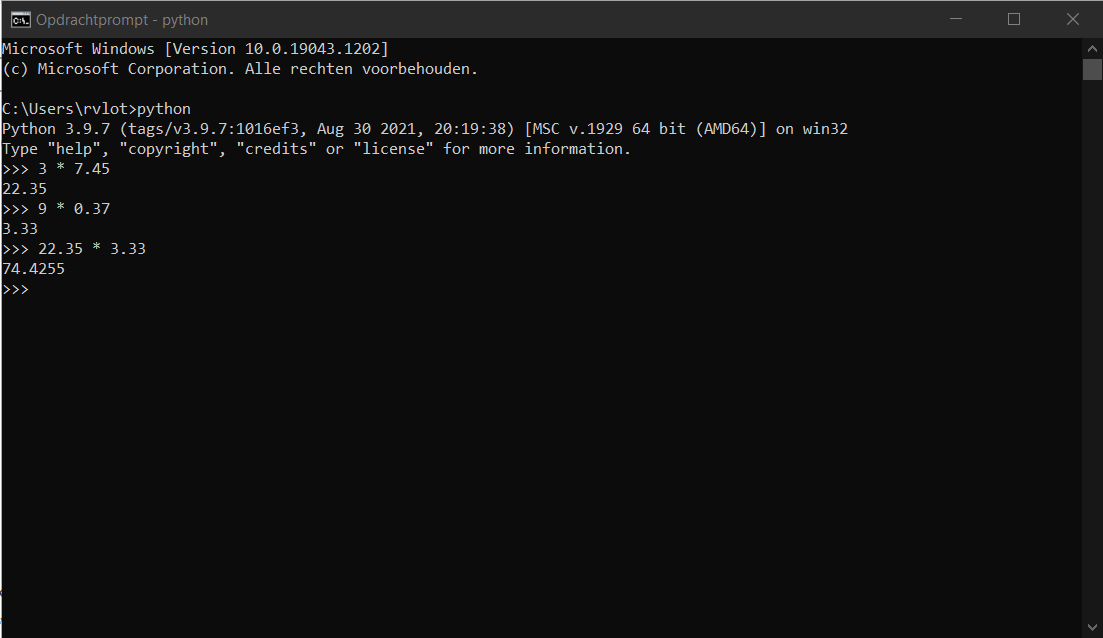 Opdrachtprompt - python
Microsoft Windows [Version 10.0.19043.1202]
(c) Microsoft Corporation. Alle rechten voorbehouden.
C:\Users\rvlot>python
Python 3.9.7 (tags/v3.9.7:1016ef3, Aug 30 2021, 20:19:38) [MSC v.1929 64 bit (AMD64)] on win32
Type "help", "copyright", "credits" or "license" for more information.
>>> 3 * 7.45
22.35
>>> 9 * 0.37
3.33
>>> 22.35 * 3.33
74.4255
>>>